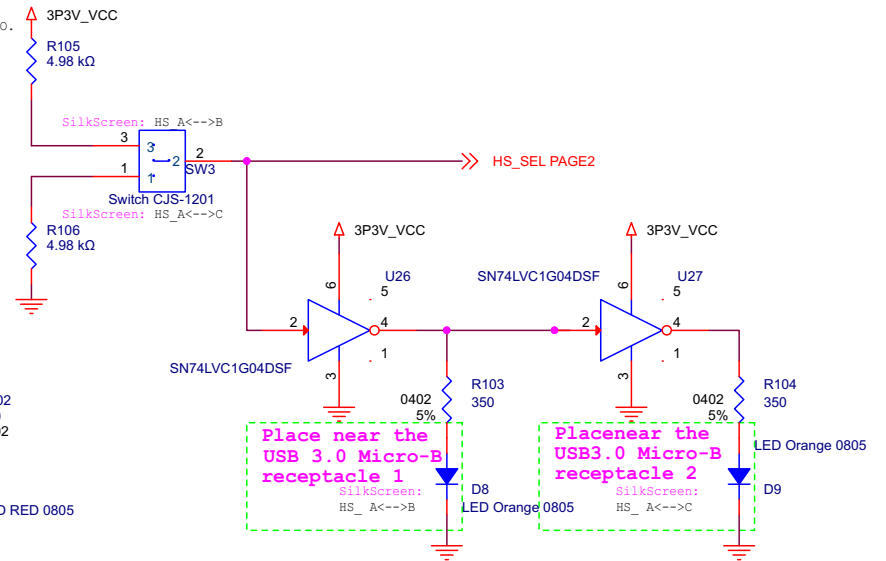 o.
3P3V_VCC
R105
4.98 kΩ
SilkScreen: HS_A<-->B
3
3
2
2
SW3
1
1
Switch CJS-1201
SilkScreen: HS_A<-->C
R106
4.98 kΩ
HS_SEL PAGE2
3P3V_VCC
U26
6
5
2
4
1
3
SN74LVC1G04DSF
3P3V_VCC
SN74LVC1G04DSF
U27
6
5
2
4
1
3
R103
0402
350
5%
R104
0402
350
5%
Place near the
USB 3.0 Micro-B
receptacle 1
SilkScreen:
HS_ A<-->B
D8
LED Orange 0805
Placenear the
USB3.0 Micro-B
receptacle 2
SilkScreen:
HS_ A<-->C
LED Orange 0805
D9
02
02
D RED 0805